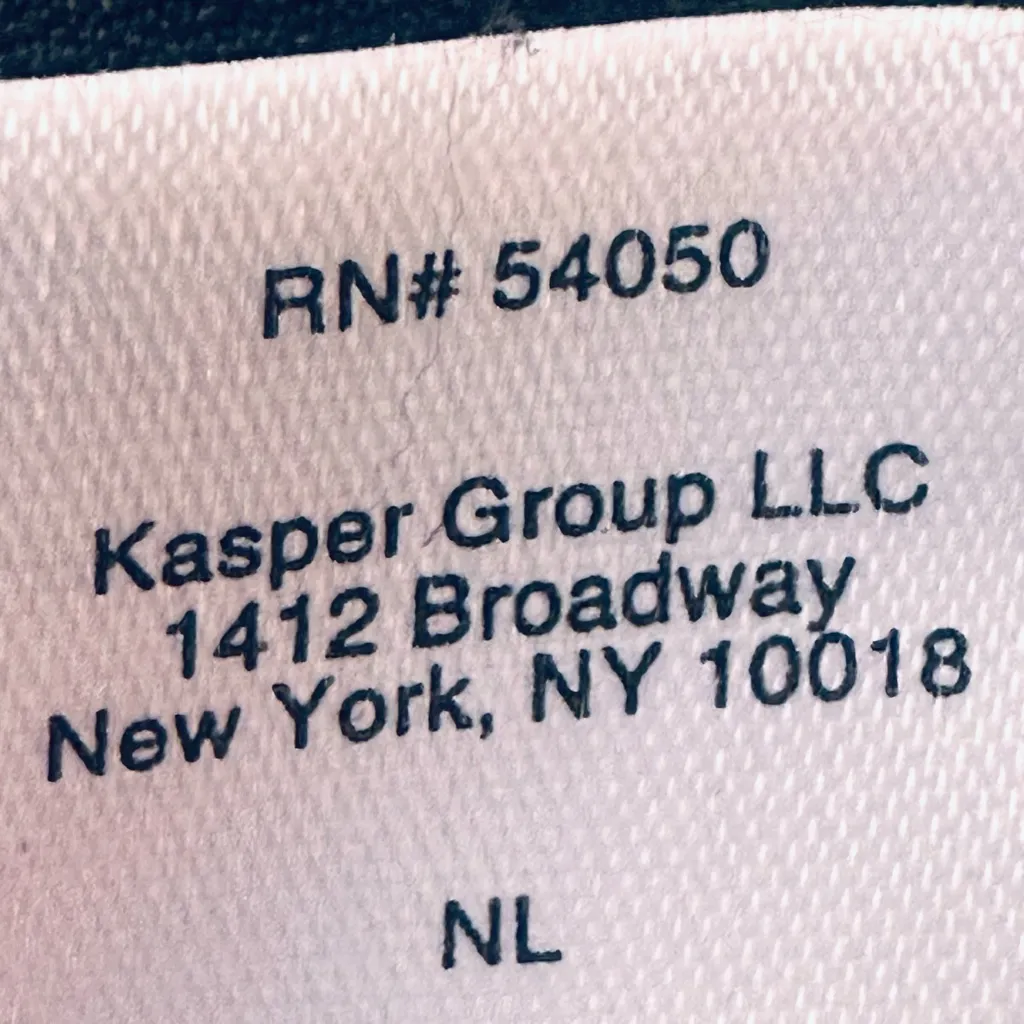 RN# 54050
Kasper Group LLC
1412 Broadway
New York, NY 10018
NL